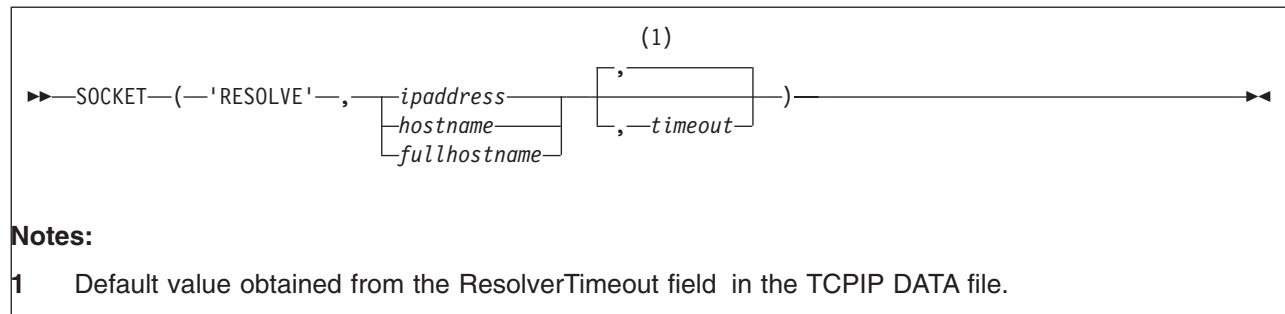 (1)
,
►►—SOCKET—(—'RESOLVE'—,—ipaddress—)—►◄
hostname
,—timeout
fullhostname
Notes:
1 Default value obtained from the ResolverTimeout field in the TCPIP DATA file.